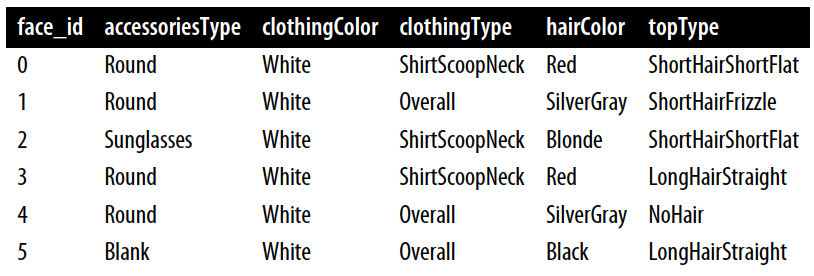 face_id accessoriesType clothingColor clothingType hairColor topType
0 Round White ShirtScoopNeck Red ShortHairShortFlat
1 Round White Overall SilverGray ShortHairFrizzle
2 Sunglasses White ShirtScoopNeck Blonde ShortHairShortFlat
3 Round White ShirtScoopNeck Red LongHairStraight
4 Round White Overall SilverGray NoHair
5 Blank White Overall Black LongHairStraight